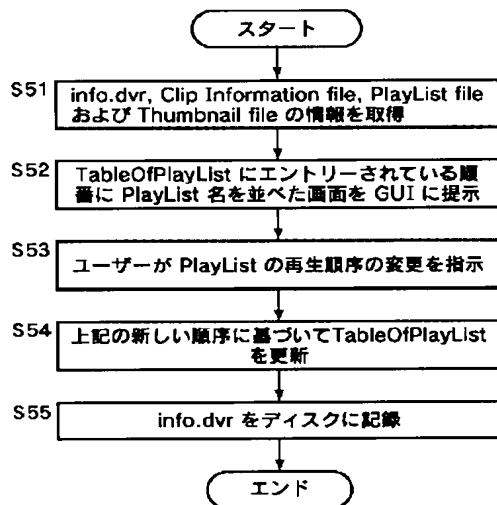 スタート
S51
info.dvr, Clip Information file, PlayList file
および Thumbnail file の情報を取得
S52
TableOfPlayList にエントリーされている順
番に PlayList 名を並べた画面を GUI に提示
S53
ユーザーが PlayList の再生順序の変更を指示
S54
上記の新しい順序に基づいてTableOfPlayList
を更新
S55
info.dvr をディスクに記録
エンド